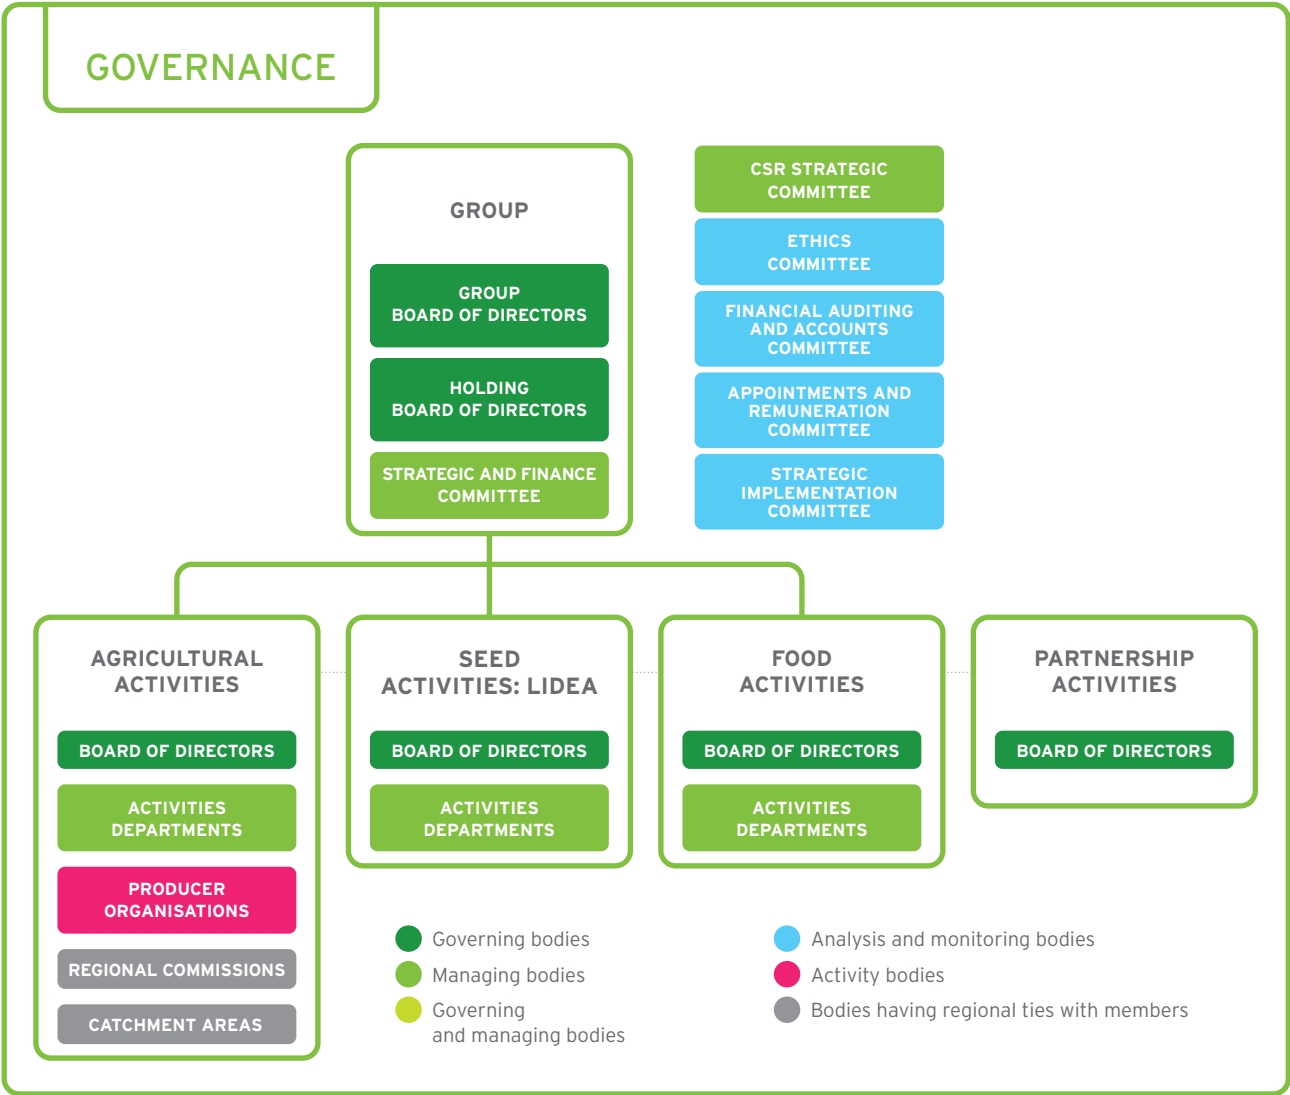 GOVERNANCE
GROUP
GROUP
BOARD OF DIRECTORS
HOLDING
BOARD OF DIRECTORS
STRATEGIC AND FINANCE
COMMITTEE
CSR STRATEGIC
COMMITTEE
ETHICS
COMMITTEE
FINANCIAL AUDITING
AND ACCOUNTS
COMMITTEE
APPOINTMENTS AND
REMUNERATION
COMMITTEE
STRATEGIC
IMPLEMENTATION
COMMITTEE
AGRICULTURAL
ACTIVITIES
BOARD OF DIRECTORS
ACTIVITIES
DEPARTMENTS
PRODUCER
ORGANISATIONS
REGIONAL COMMISSIONS
CATCHMENT AREAS
SEED
ACTIVITIES: LIDEA
BOARD OF DIRECTORS
ACTIVITIES
DEPARTMENTS
FOOD
ACTIVITIES
BOARD OF DIRECTORS
ACTIVITIES
DEPARTMENTS
PARTNERSHIP
ACTIVITIES
BOARD OF DIRECTORS
Governing bodies
Managing bodies
Governing
and managing bodies
Analysis and monitoring bodies
Activity bodies
Bodies having regional ties with members